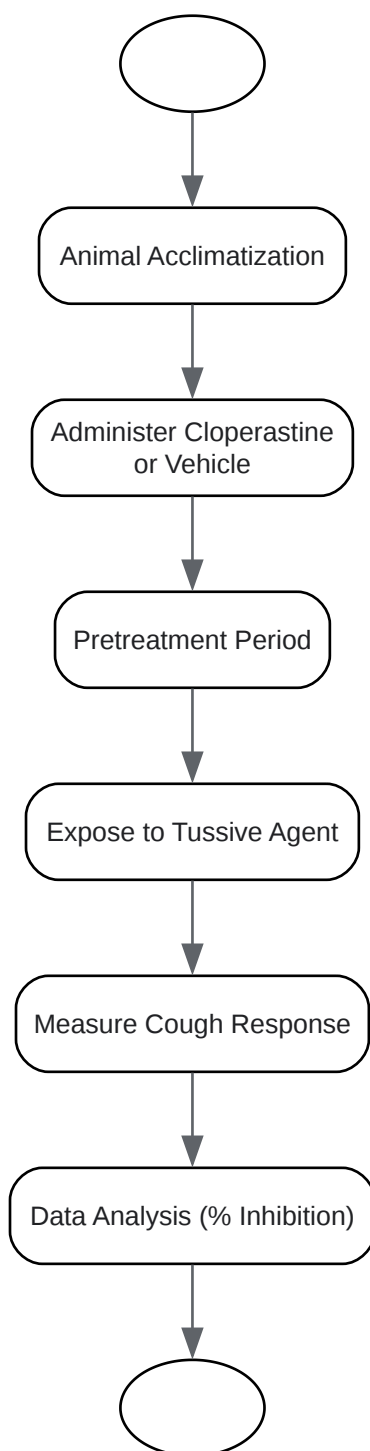 Animal Acclimatization
Administer Cloperastine
or Vehicle
Pretreatment Period
Expose to Tussive Agent
Measure Cough Response
Data Analysis (% Inhibition)